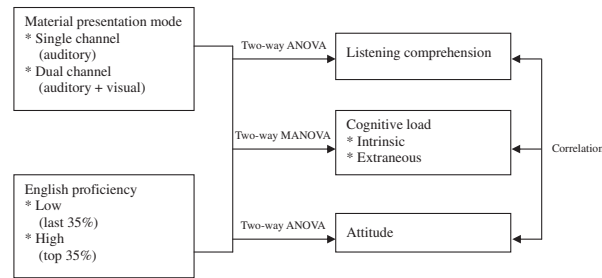 Material presentation mode
* Single channel
(auditory)
* Dual channel
(auditory + visual)
English proficiency
* Low
(last 35%)
* High
(top 35%)
Two-way ANOVA
Two-way MANOVA
Two-way ANOVA
Listening comprehension
Cognitive load
* Intrinsic
* Extraneous
Attitude
Correlation